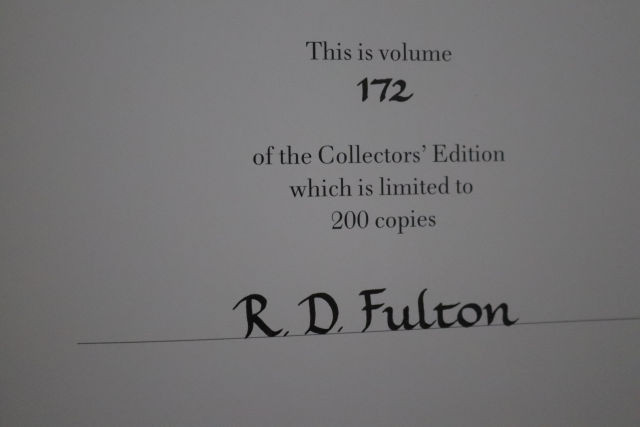 This is volume
172
of the Collectors’ Edition
which is limited to
200 copies
R. D. Fulton